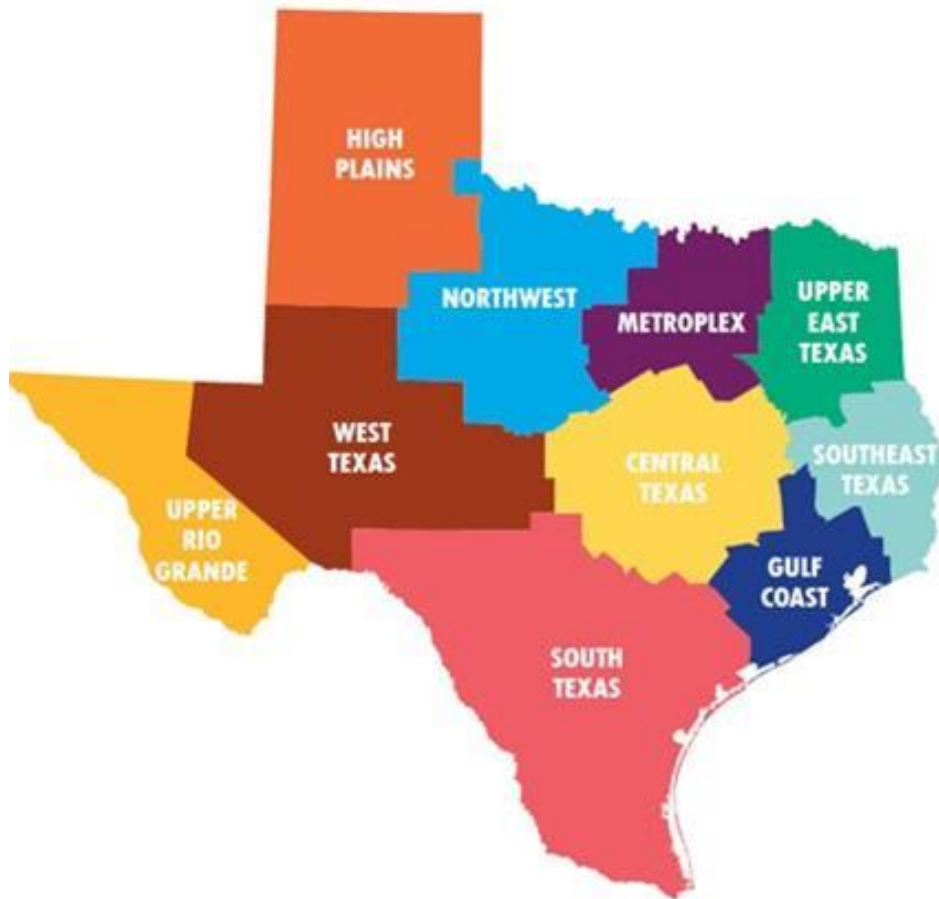 HIGH
PLAINS
NORTHWEST
METROPLEX
UPPER
EAST
TEXAS
WEST
TEXAS
CENTRAL
TEXAS
SOUTHEAST
TEXAS
UPPER
RIO
GRANDE
GULF
COAST
SOUTH
TEXAS